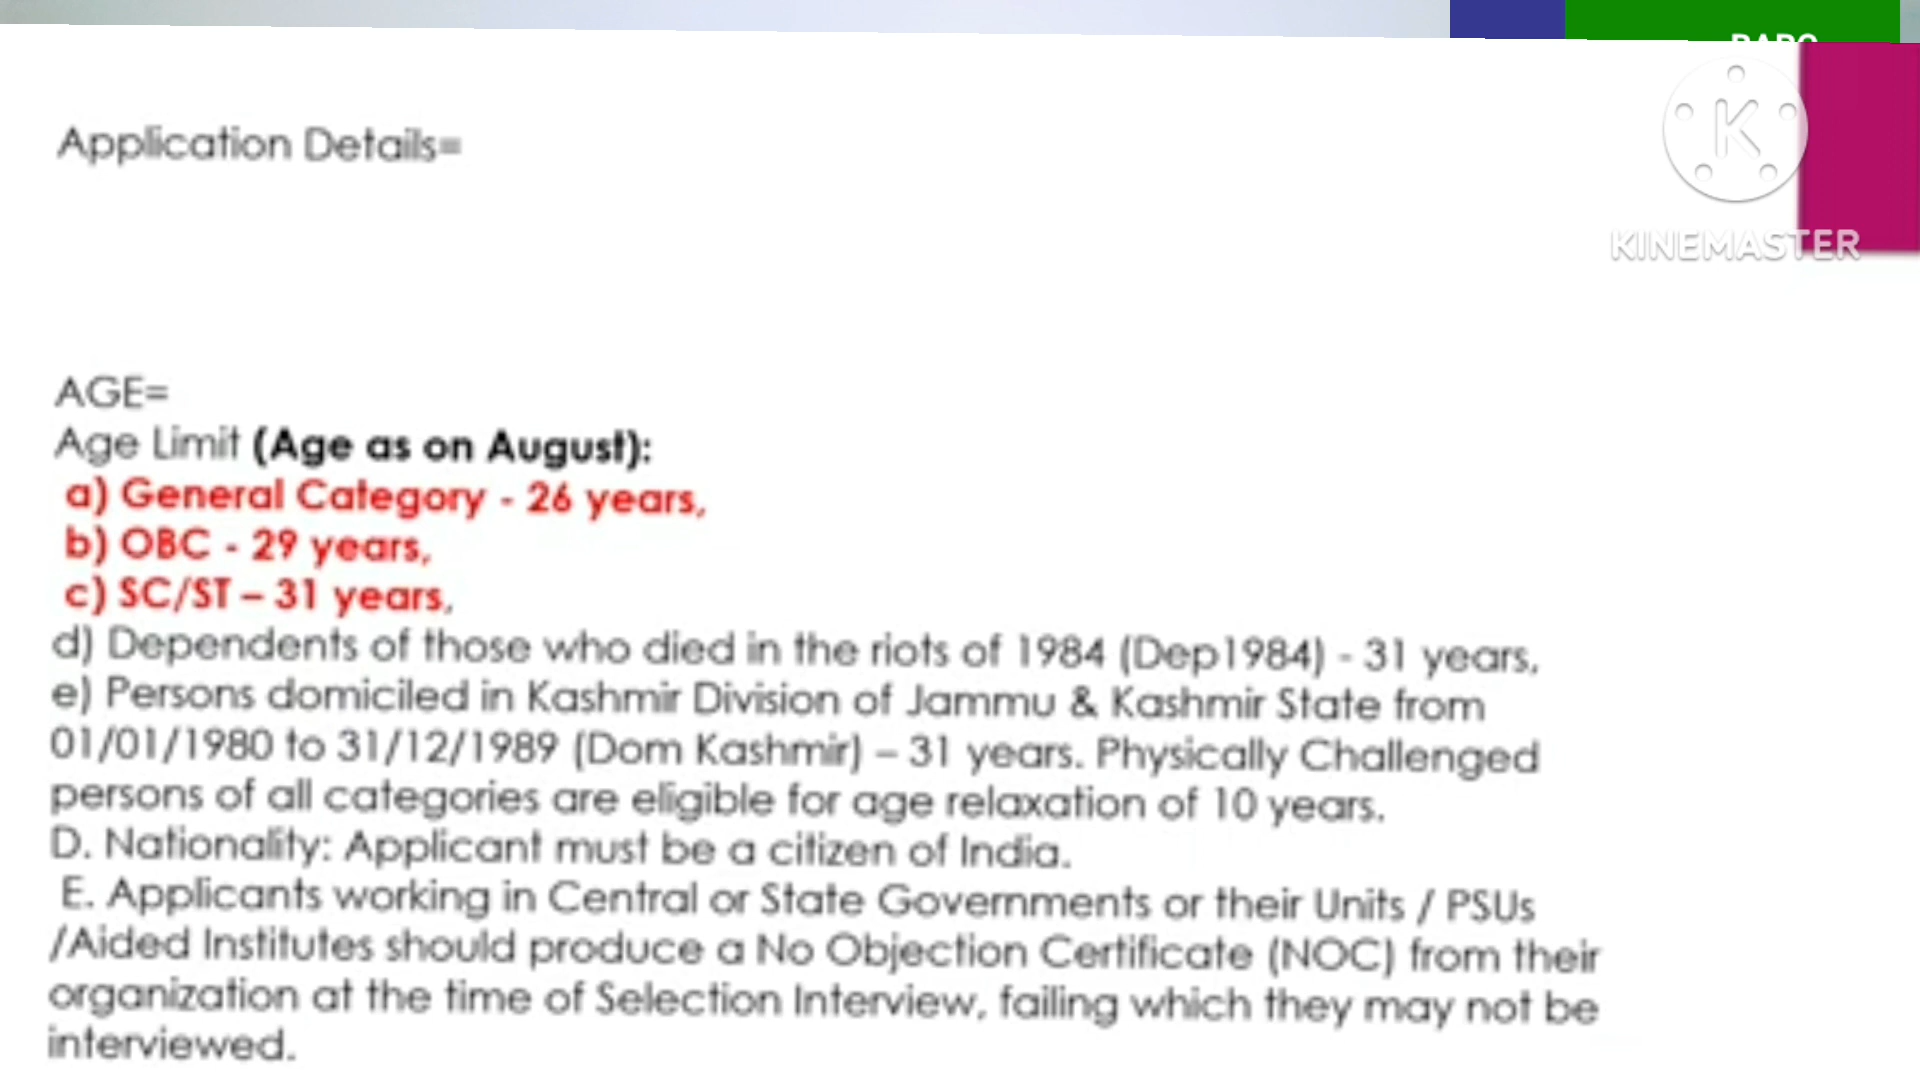 Application Details=
KINEMASTER
AGE=
Age Limit (Age as on August):
a) General Category - 26 years,
b) OBC - 29 years,
c) SC/ST – 31 years,
d) Dependents of those who died in the riots of 1984 (Dep1984) - 31 years,
e) Persons domiciled in Kashmir Division of Jammu & Kashmir State from
01/01/1980 to 31/12/1989 (Dom Kashmir) – 31 years. Physically Challenged
persons of all categories are eligible for age relaxation of 10 years.
D. Nationality: Applicant must be a citizen of India.
E. Applicants working in Central or State Governments or their Units / PSUs
/Aided Institutes should produce a No Objection Certificate (NOC) from their
organization at the time of Selection Interview, failing which they may not be
interviewed.